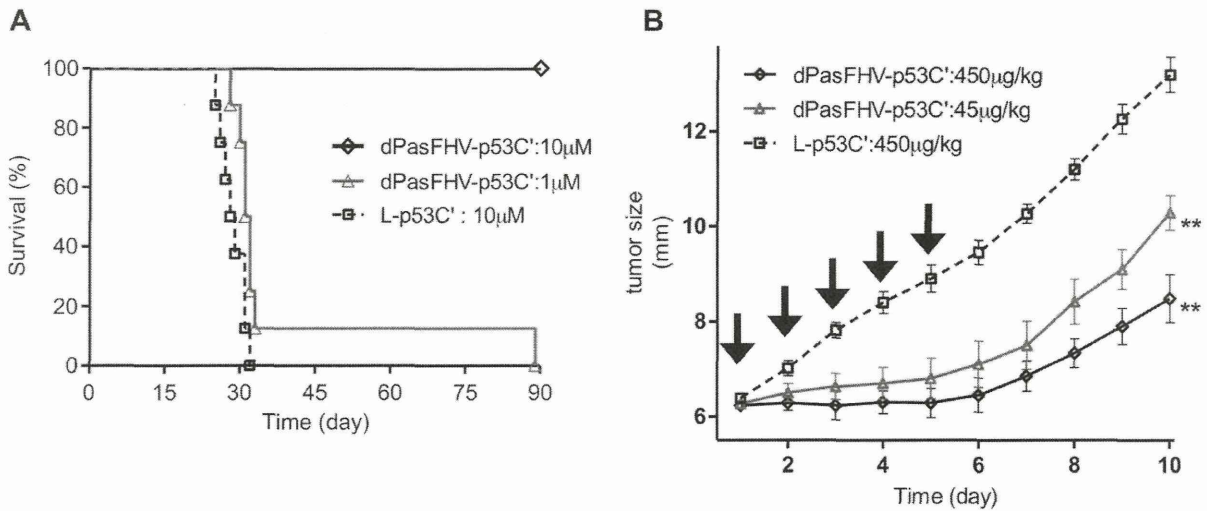 A
Survival (%)
100
80
60
40
20
0
0 15 30 45 60 75 90
Time (day)
dPasFHV-p53C':10μM
dPasFHV-p53C':1μM
L-p53C' : 10μM
B
tumor size
(mm)
12
10
8
6
2 4 6 8 10
Time (day)
dPasFHV-p53C':450μg/kg
dPasFHV-p53C':45μg/kg
L-p53C':450μg/kg
**
**